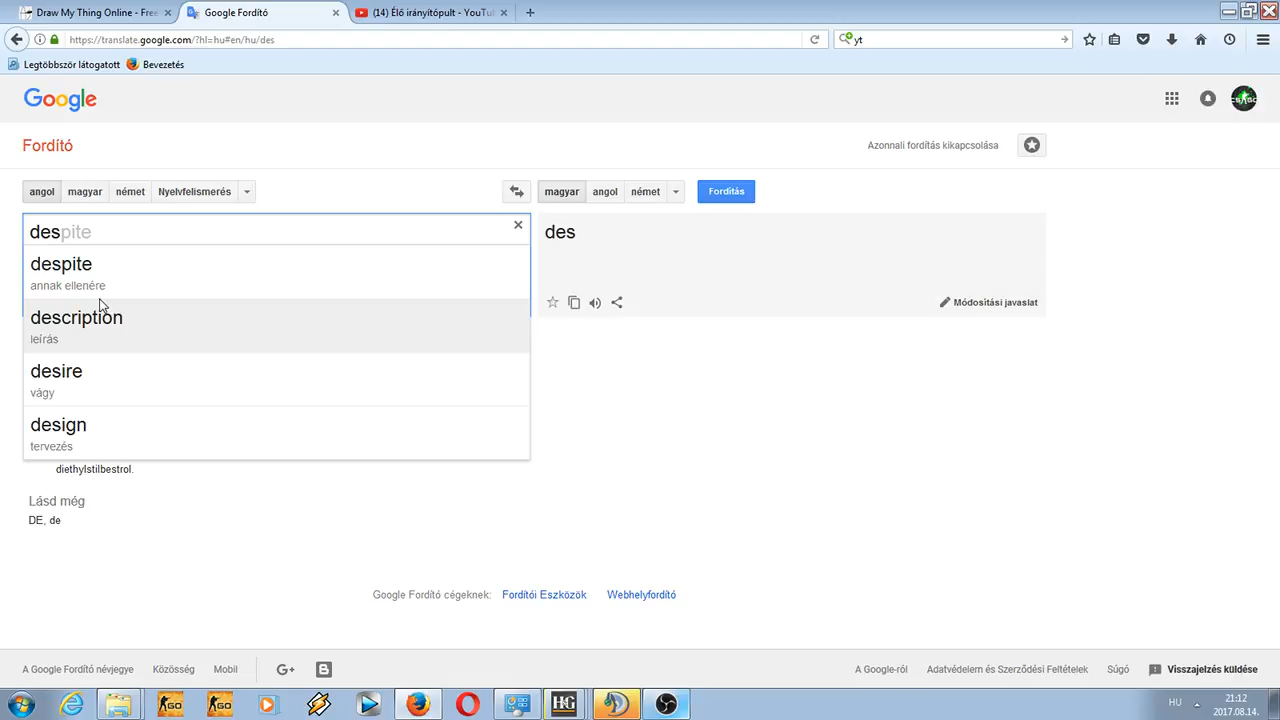 Draw My Thing Online - Free
Google Fordító
(14) Élő irányítópult - YouTu
https://translate.google.com/?hl=hu#en/hu/des
yt
Legtöbbször látogatott
Bevezetés
Google
Fordító
Azonnali fordítás kikapcsolása
angol
magyar
német
Nyelvfelismerés
magyar
angol
német
Fordítás
despite
des
despite
annak ellenére
description
leírás
Módosítási javaslat
desire
vágy
design
tervezés
diethylstilbestrol.
Lásd még
DE, de
Google Fordító cégeknek:
Fordítói Eszközök
Webhelyfordító
A Google Fordító névjegye
Közösség
Mobil
G+
A Google-ról
Adatvédelem és Szerződési Feltételek
Súgó
Visszajelzés küldése
GO
GO
HG
HU
21:12
2017.08.14.